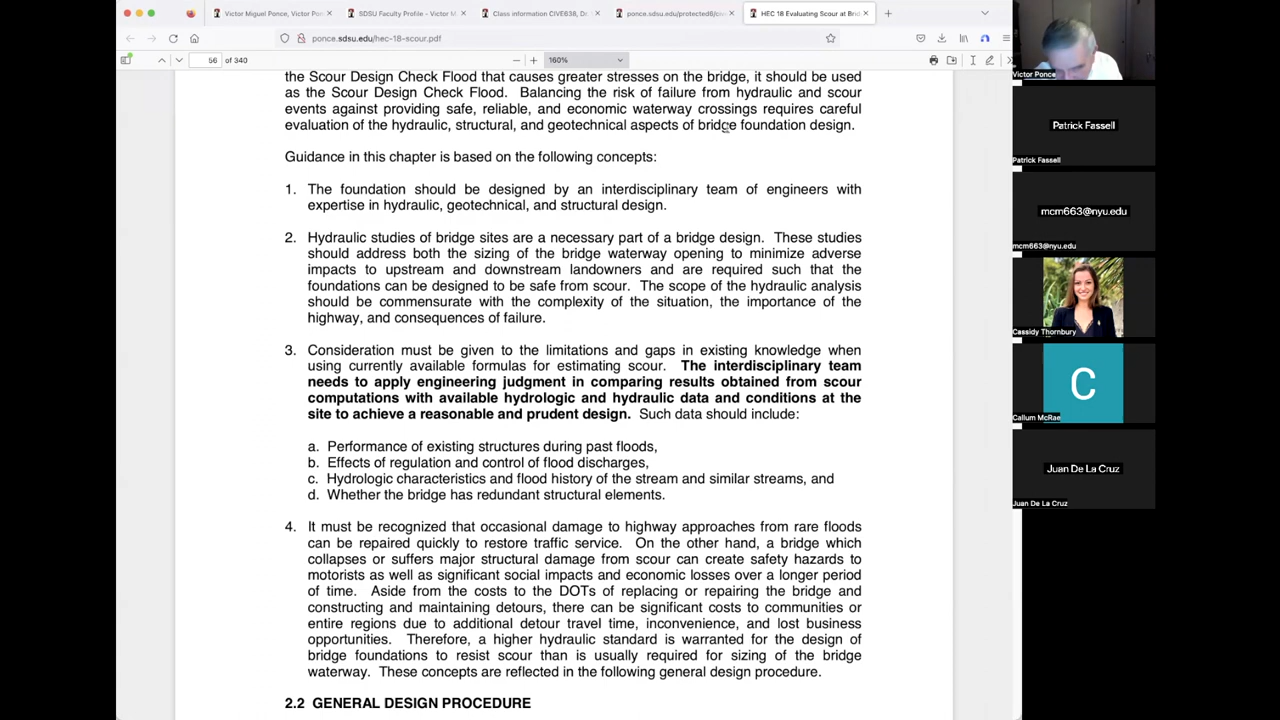 Victor Miguel Ponce, Victor Pon
SDSU Faculty Profile - Victor M
Class information CIVE638, Dr.
ponce.sdsu.edu/protected6/civ
HEC 18 Evaluating Scour at Brid
ponce.sdsu.edu/hec-18-scour.pdf
56 of 340
160%
the Scour Design Check Flood that causes greater stresses on the bridge, it should be used
as the Scour Design Check Flood. Balancing the risk of failure from hydraulic and scour
events against providing safe, reliable, and economic waterway crossings requires careful
evaluation of the hydraulic, structural, and geotechnical aspects of bridge foundation design.
Guidance in this chapter is based on the following concepts:
1. The foundation should be designed by an interdisciplinary team of engineers with
expertise in hydraulic, geotechnical, and structural design.
2. Hydraulic studies of bridge sites are a necessary part of a bridge design. These studies
should address both the sizing of the bridge waterway opening to minimize adverse
impacts to upstream and downstream landowners and are required such that the
foundations can be designed to be safe from scour. The scope of the hydraulic analysis
should be commensurate with the complexity of the situation, the importance of the
highway, and consequences of failure.
3. Consideration must be given to the limitations and gaps in existing knowledge when
using currently available formulas for estimating scour. The interdisciplinary team
needs to apply engineering judgment in comparing results obtained from scour
computations with available hydrologic and hydraulic data and conditions at the
site to achieve a reasonable and prudent design. Such data should include:
a. Performance of existing structures during past floods,
b. Effects of regulation and control of flood discharges,
c. Hydrologic characteristics and flood history of the stream and similar streams, and
d. Whether the bridge has redundant structural elements.
4. It must be recognized that occasional damage to highway approaches from rare floods
can be repaired quickly to restore traffic service. On the other hand, a bridge which
collapses or suffers major structural damage from scour can create safety hazards to
motorists as well as significant social impacts and economic losses over a longer period
of time. Aside from the costs to the DOTs of replacing or repairing the bridge and
constructing and maintaining detours, there can be significant costs to communities or
entire regions due to additional detour travel time, inconvenience, and lost business
opportunities. Therefore, a higher hydraulic standard is warranted for the design of
bridge foundations to resist scour than is usually required for sizing of the bridge
waterway. These concepts are reflected in the following general design procedure.
2.2 GENERAL DESIGN PROCEDURE
Victor Ponce
Patrick Fassell
Patrick Fassell
mcm663@nyu.edu
mcm663@nyu.edu
Cassidy Thornbury
C
Callum McRae
Juan De La Cruz
Juan De La Cruz